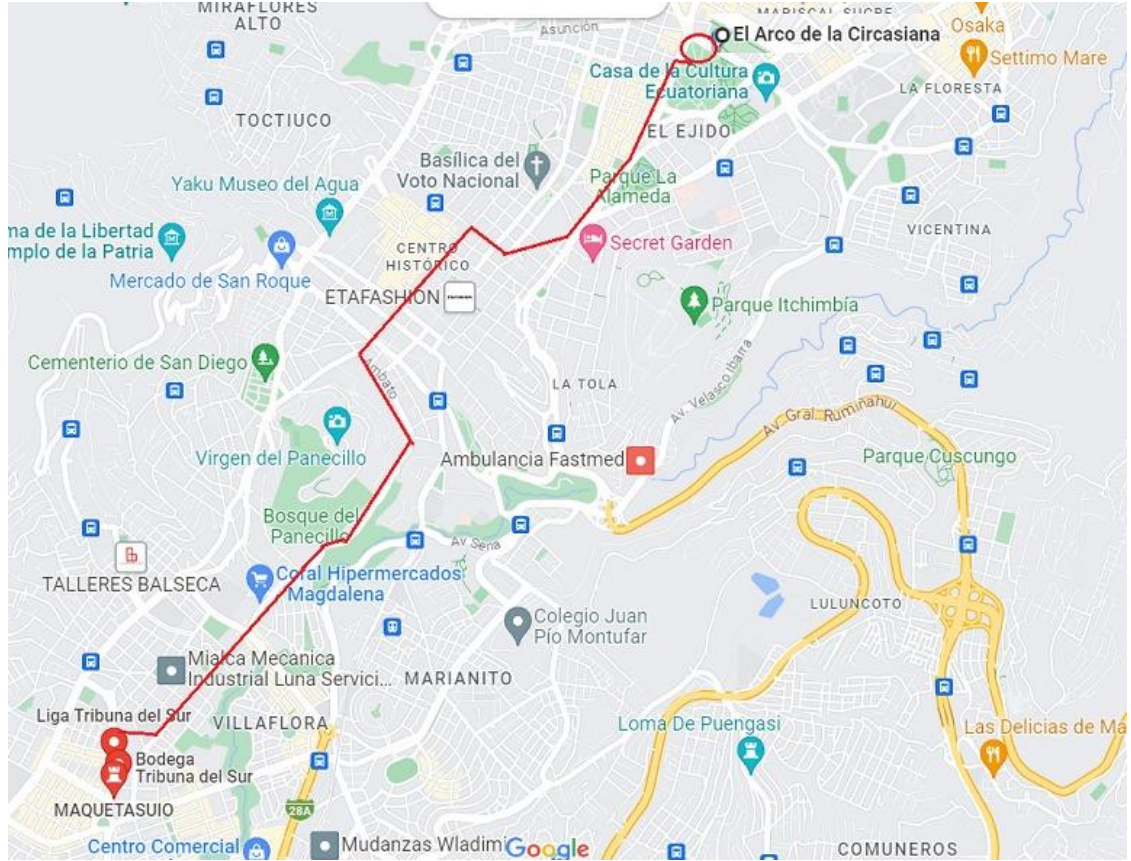 MIRAFLORES
ALTO
Asunción
MARISCAL SUCRE
Osaka
El Arco de la Circasiana
Settimo Mare
Casa de la Cultura
Ecuatoriana
LA FLORESTA
TOCTIUCO
EL EJIDO
Basílica del
Voto Nacional
Yaku Museo del Agua
Parque La
Alameda
ma de la Libertad
mplo de la Patria
VICENTINA
CENTRO
HISTÓRICO
Secret Garden
Mercado de San Roque
ETAFASHION
Parque Itchimbía
Cementerio de San Diego
Ambato
LA TOLA
Av. Velasco Ibarra
Av. Gral. Rumiñahui
Virgen del Panecillo
Ambulancia Fastmed
Parque Cuscungo
Bosque del
Panecillo
Av Sena
TALLERES BALSECA
Coral Hipermercados
Magdalena
LULUNCOTO
Colegio Juan
Pío Montufar
Mialca Mecanica
Industrial Luna Servici...
MARIANITO
Liga Tribuna del Sur
VILLAFLORA
Loma De Puengasi
Las Delicias de Ma
Bodega
Tribuna del Sur
MAQUETASUIO
28A
Centro Comercial
Mudanzas Wladimi
Google
COMUNEROS